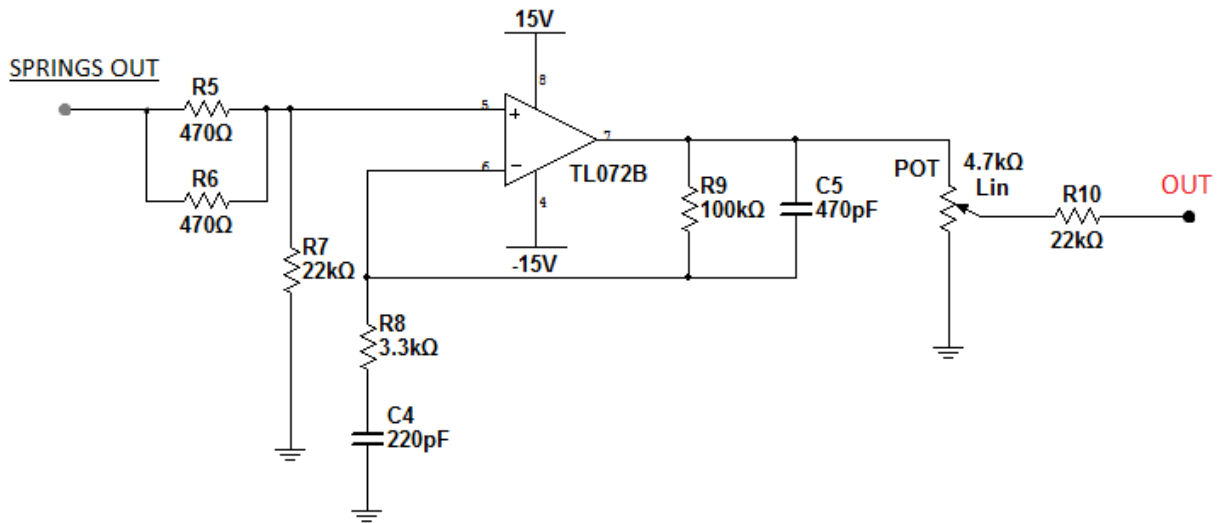 15V
SPRINGS OUT
R5
470Ω
R6
470Ω
8
5
+
7
6
−
TL072B
4
-15V
R7
22kΩ
R9
100kΩ
C5
470pF
POT
4.7kΩ
Lin
R10
22kΩ
OUT
R8
3.3kΩ
C4
220pF